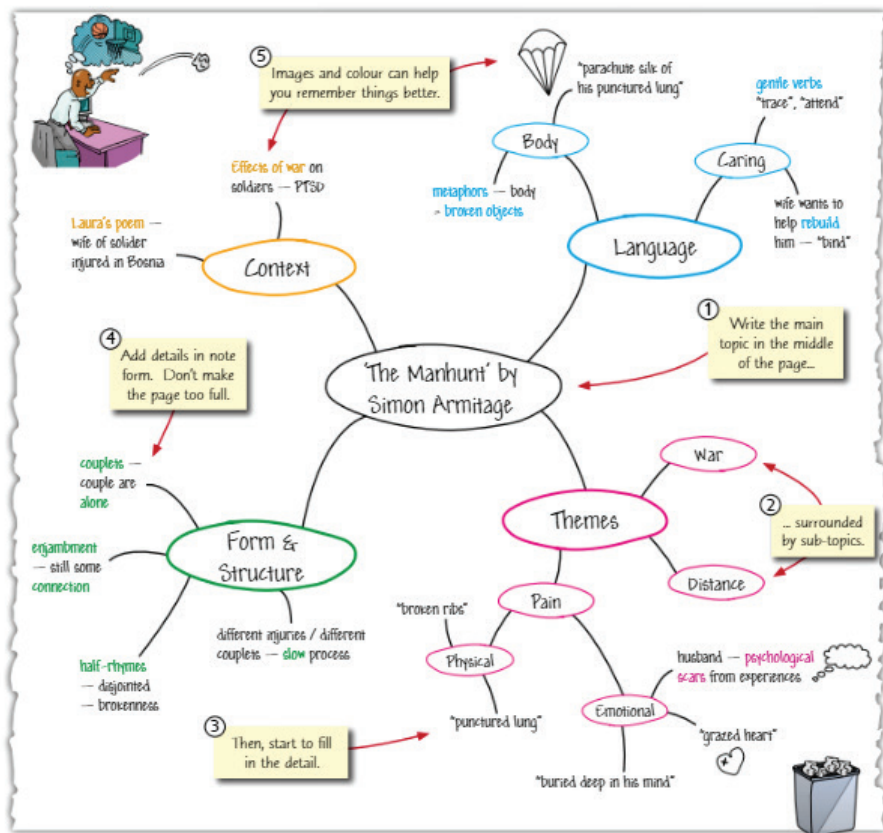 ⑤
Images and colour can help
you remember things better.
"parachute silk of
his punctured lung"
gentle verbs
"trace", "attend"
Body
Caring
Effects of war on
soldiers — PTSD
metaphors — body
= broken objects
wife wants to
help rebuild
him — "bind"
Laura's poem —
wife of solider
injured in Bosnia
Context
Language
①
Write the main
topic in the middle
of the page...
④
Add details in note
form. Don't make
the page too full.
'The Manhunt' by
Simon Armitage
couplets —
couple are
alone
War
②
... surrounded
by sub-topics.
Themes
enjambment
— still some
connection
Form &
Structure
Distance
Pain
"broken ribs"
different injuries / different
couplets — slow process
Physical
half-rhymes
— disjointed
— brokenness
husband — psychological
scars from experiences
Emotional
"punctured lung"
③
Then, start to fill
in the detail.
"grazed heart"
"buried deep in his mind"